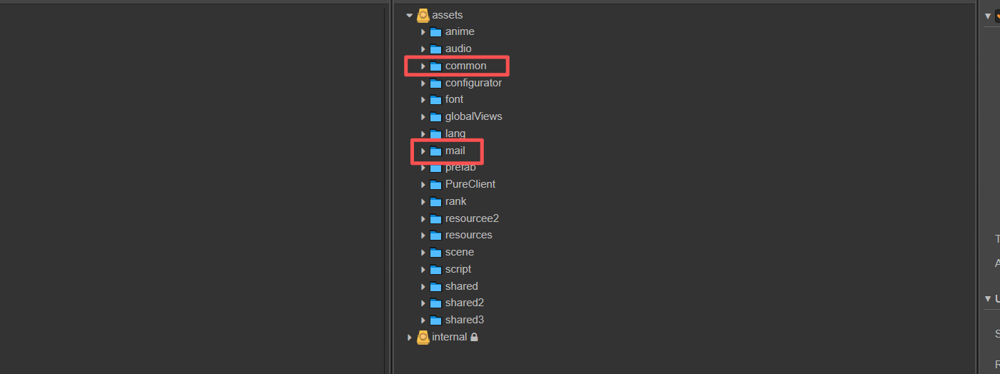 assets
anime
audio
common
configurator
font
globalViews
lang
mail
prefab
PureClient
rank
resourcee2
resources
scene
script
shared
shared2
shared3
internal
T
A
U
S
R